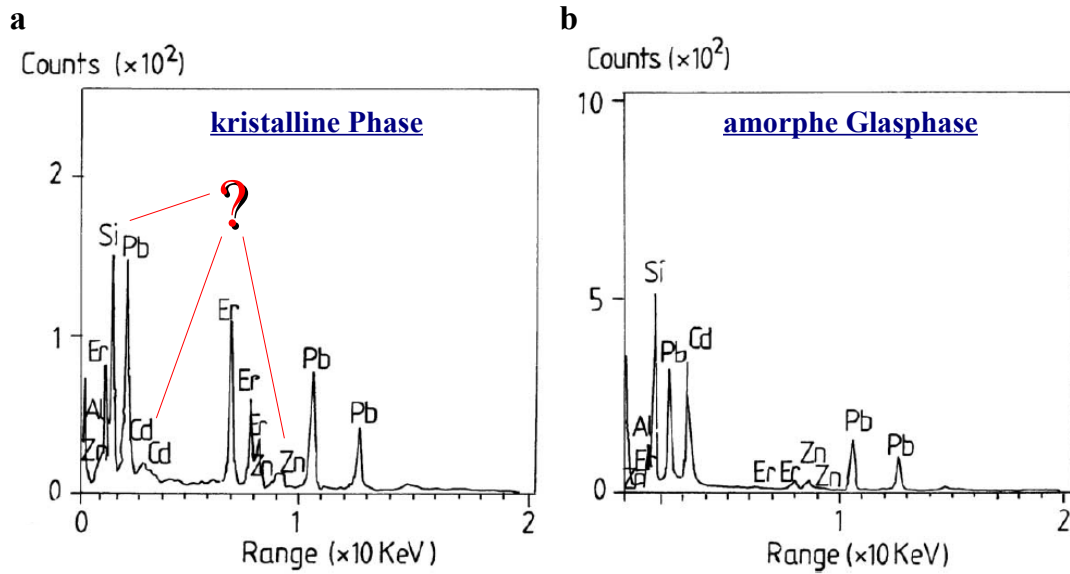 a
Counts (×10²)
kristalline Phase
2
?
Si
Pb
Er
1
Er
Pb
Er
Al
Er
Pb
Cd
Cd
Zn
Zn
Zn
0
0
1
2
Range (×10 KeV)
b
Counts (×10²)
10
amorphe Glasphase
5
Si
Pb
Cd
Al
Er
Zn
Er
Er
Zn
Zn
Pb
Pb
0
1
2
Range (×10 KeV)